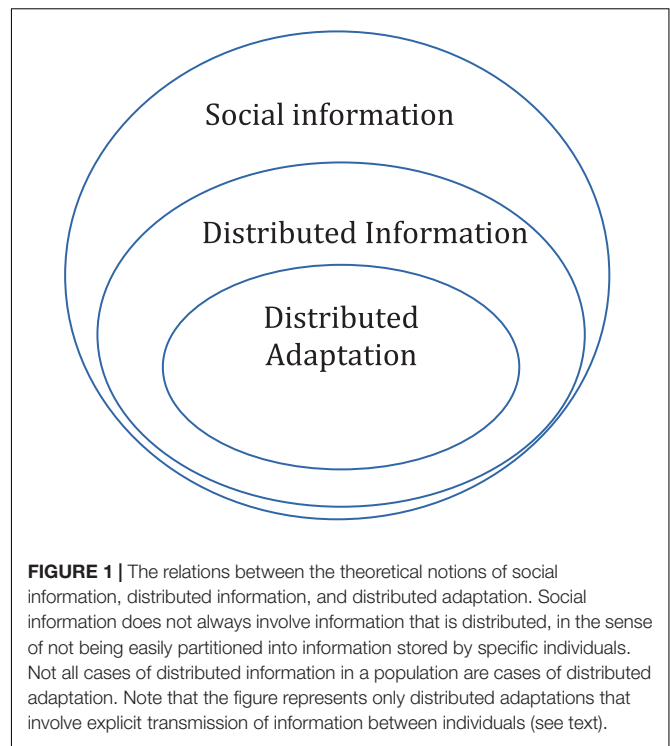 Social information
Distributed Information
Distributed
Adaptation
FIGURE 1 | The relations between the theoretical notions of social
information, distributed information, and distributed adaptation. Social
information does not always involve information that is distributed, in the sense
of not being easily partitioned into information stored by specific individuals.
Not all cases of distributed information in a population are cases of distributed
adaptation. Note that the figure represents only distributed adaptations that
involve explicit transmission of information between individuals (see text).